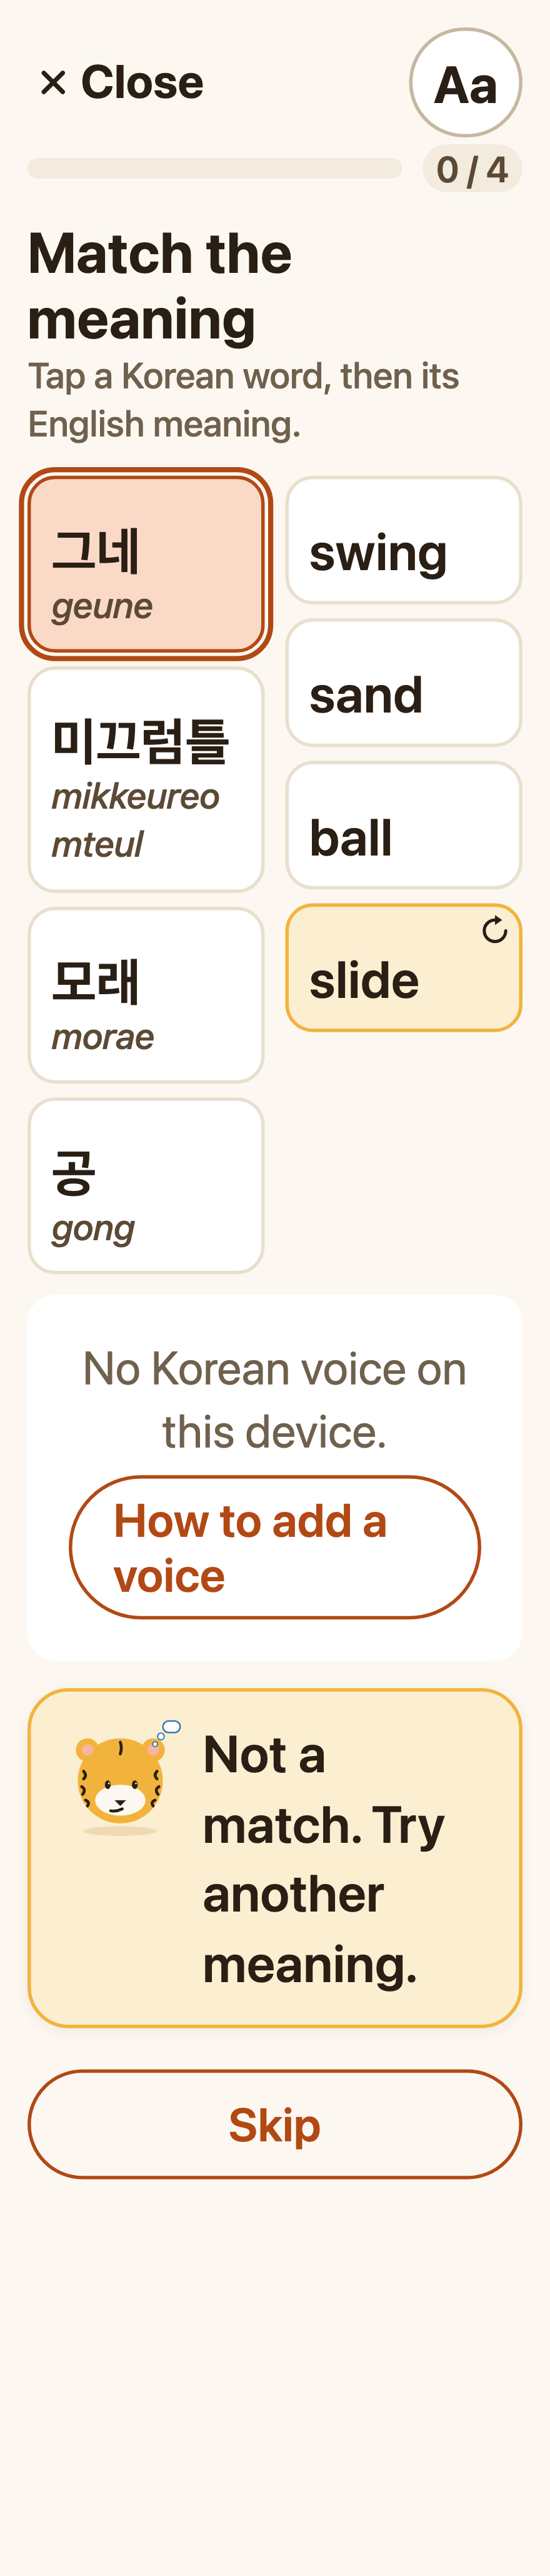 Close
Aa
0 / 4
Match the
meaning
Tap a Korean word, then its
English meaning.
그네
geune
미끄럼틀
mikkeureo
mteul
모래
morae
공
gong
swing
sand
ball
slide
No Korean voice on
this device.
How to add a
voice
Not a
match. Try
another
meaning.
Skip